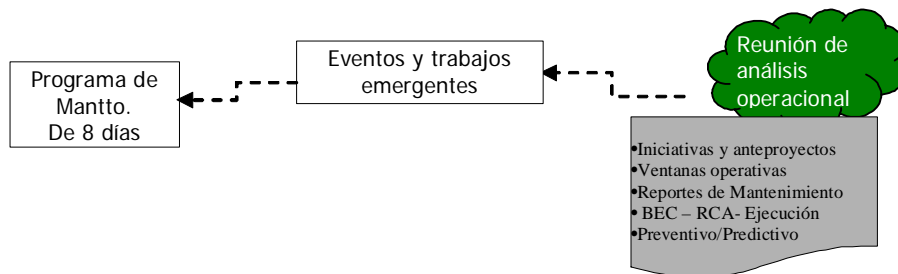 Programa de
Mantto.
De 8 días
Eventos y trabajos
emergentes
Reunión de
análisis
operacional
•Iniciativas y anteproyectos
•Ventanas operativas
•Reportes de Mantenimiento
• BEC – RCA- Ejecución
•Preventivo/Predictivo